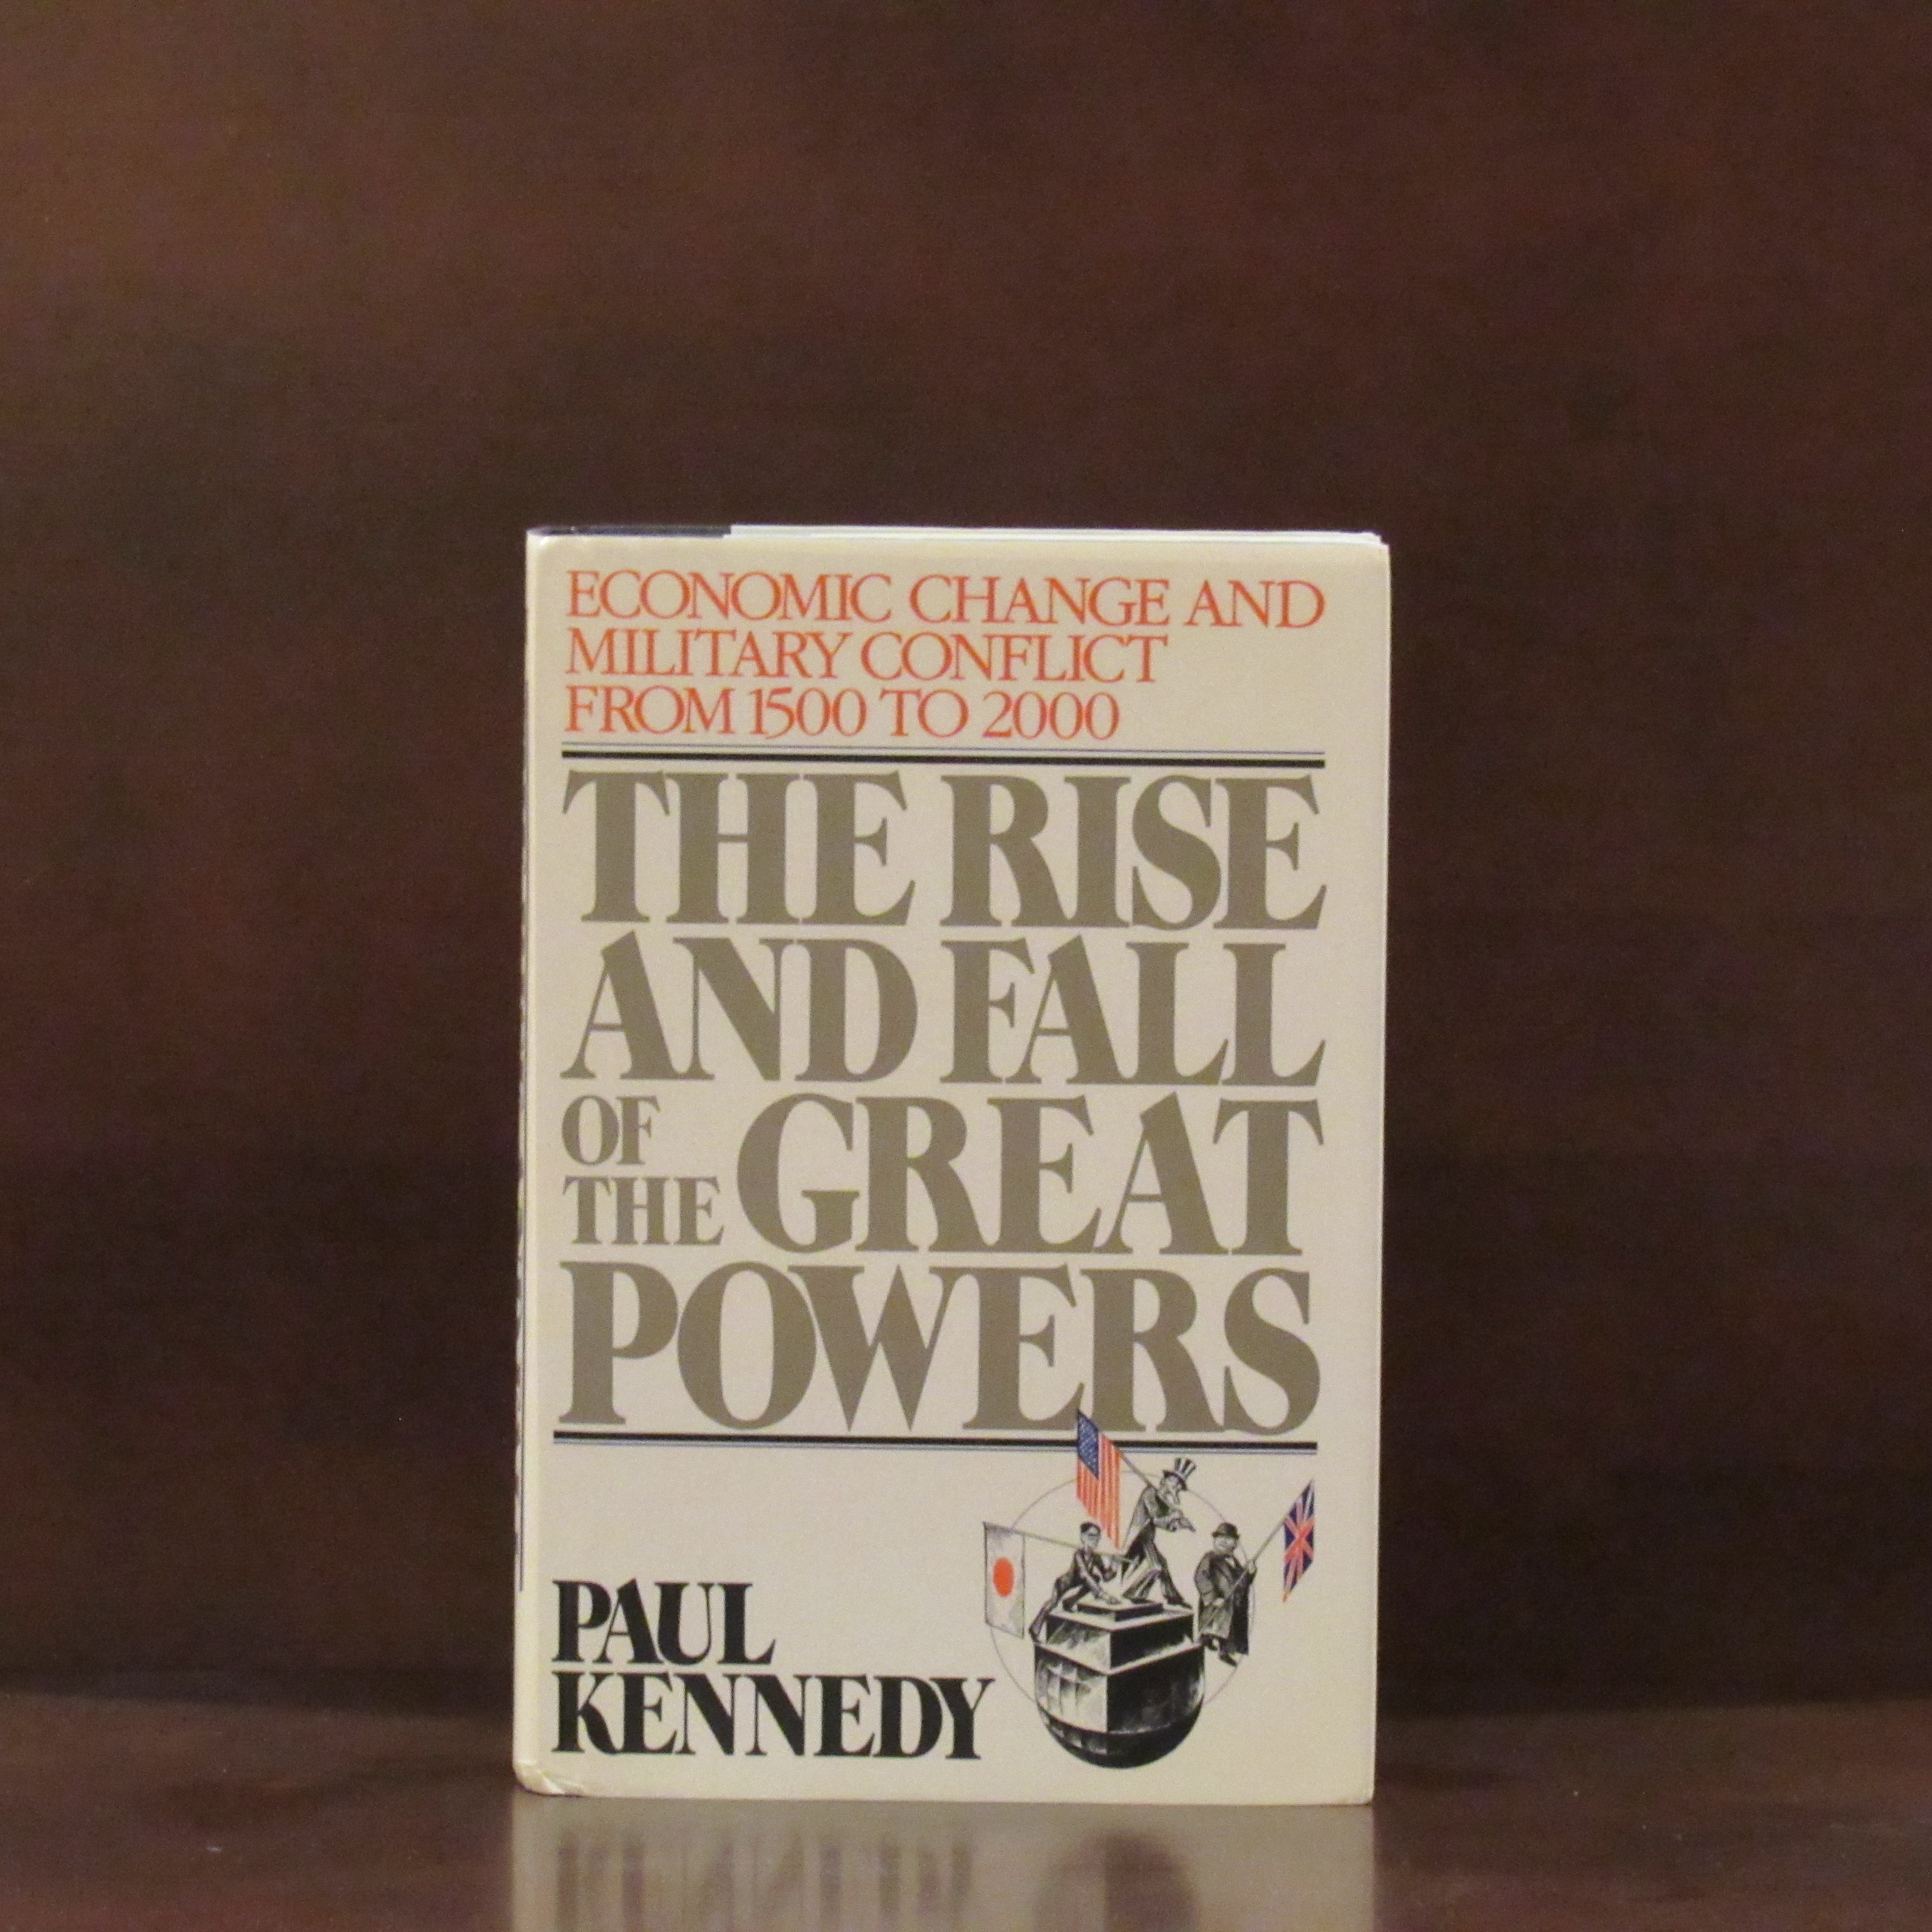 ECONOMIC CHANGE AND
MILITARY CONFLICT
FROM 1500 TO 2000
THE RISE
AND FALL
OF
THE GREAT
POWERS
PAUL
KENNEDY